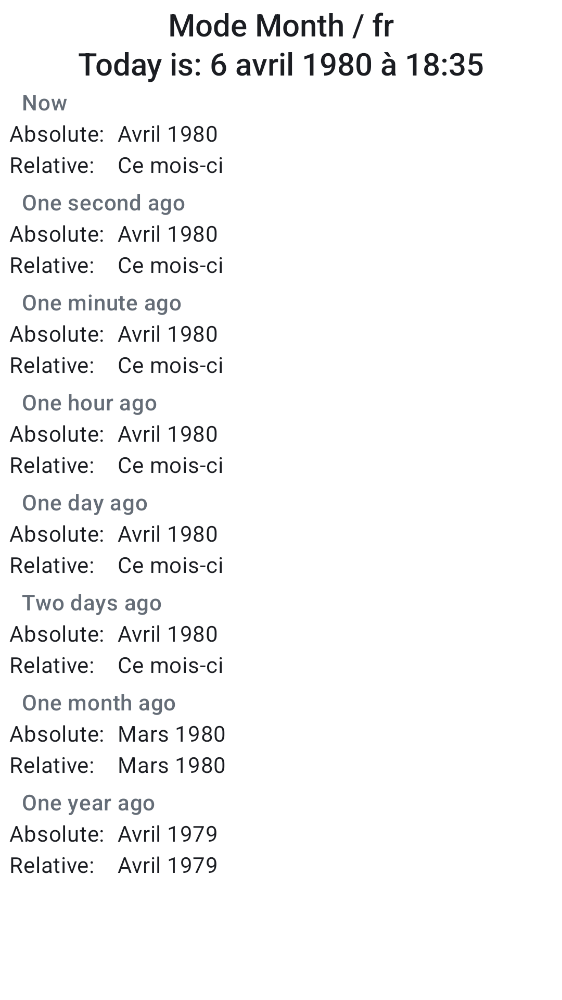 Mode Month / fr
Today is: 6 avril 1980 à 18:35
Now
Absolute: Avril 1980
Relative: Ce mois-ci
One second ago
Absolute: Avril 1980
Relative: Ce mois-ci
One minute ago
Absolute: Avril 1980
Relative: Ce mois-ci
One hour ago
Absolute: Avril 1980
Relative: Ce mois-ci
One day ago
Absolute: Avril 1980
Relative: Ce mois-ci
Two days ago
Absolute: Avril 1980
Relative: Ce mois-ci
One month ago
Absolute: Mars 1980
Relative: Mars 1980
One year ago
Absolute: Avril 1979
Relative: Avril 1979